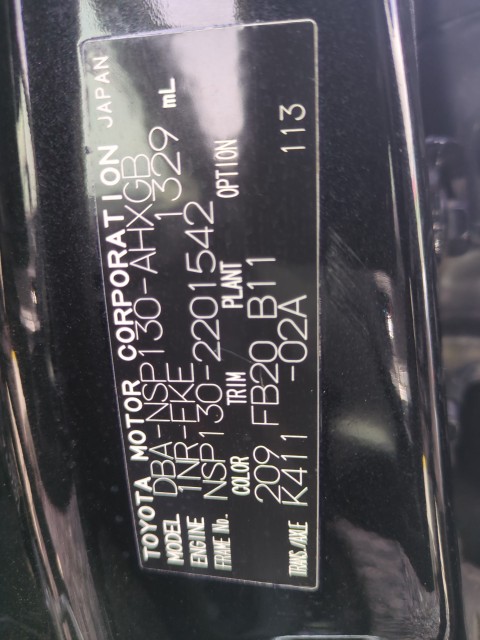 TOYOTA MOTOR CORPORATION JAPAN
MODEL DBA-NSP130-AHXGB
ENGINE 1NR-FKE 1329 mL
FRAME No. NSP130-2201542
COLOR TRIM PLANT OPTION
209 FB20 B11
TRANS./AXLE K411 -02A 113